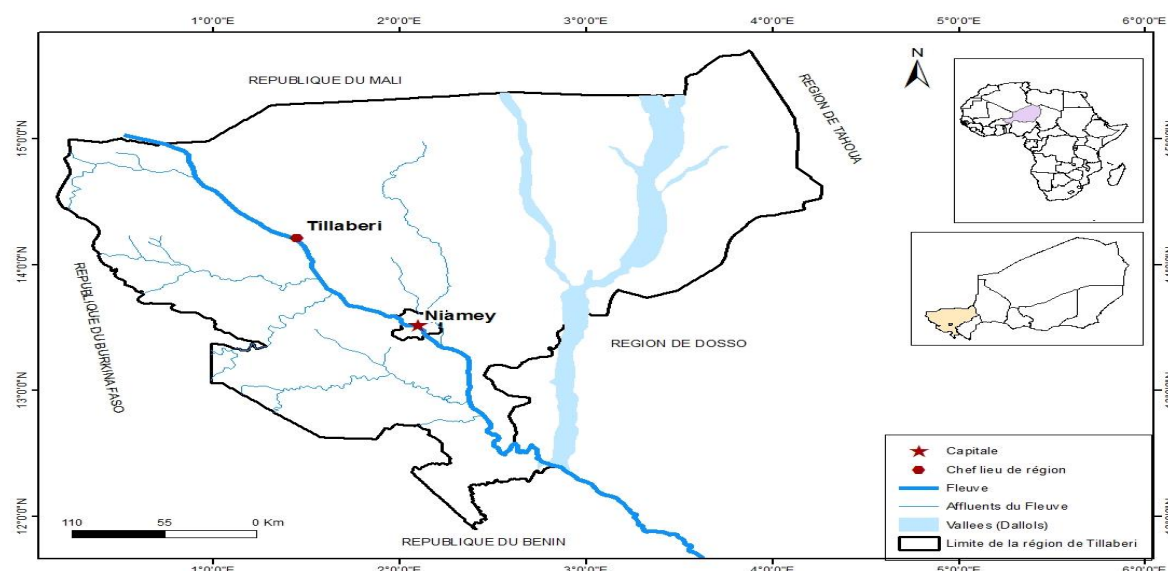 1°0'0"E 2°0'0"E 3°0'0"E 4°0'0"E 5°0'0"E 6°0'0"E
N
REPUBLIQUE DU MALI
REGION DE TAHOUA
15°0'0"N 15°0'0"N
Tillaberi
14°0'0"N
REPUBLIQUE DU BURKINA FASO
Niamey
REGION DE DOSSO
13°0'0"N
12°0'0"N
110 55 0 Km
REPUBLIQUE DU BENIN
Capitale
Chef lieu de région
Fleuve
Affluents du Fleuve
Vallees (Dallols)
Limite de la région de Tillaberi
1°0'0"E 2°0'0"E 3°0'0"E 4°0'0"E 5°0'0"E 6°0'0"E